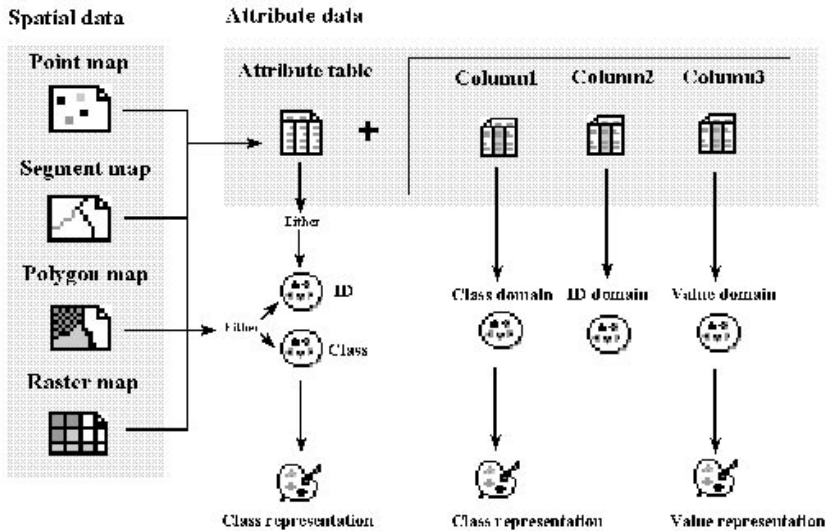 Spatial data
Attribute data
Point map
Attribute table
Column1
Column2
Column3
+
Segment map
Either
Polygon map
ID
Class domain
ID domain
Value domain
Either
Class
Raster map
Class representation
Class representation
Value representation